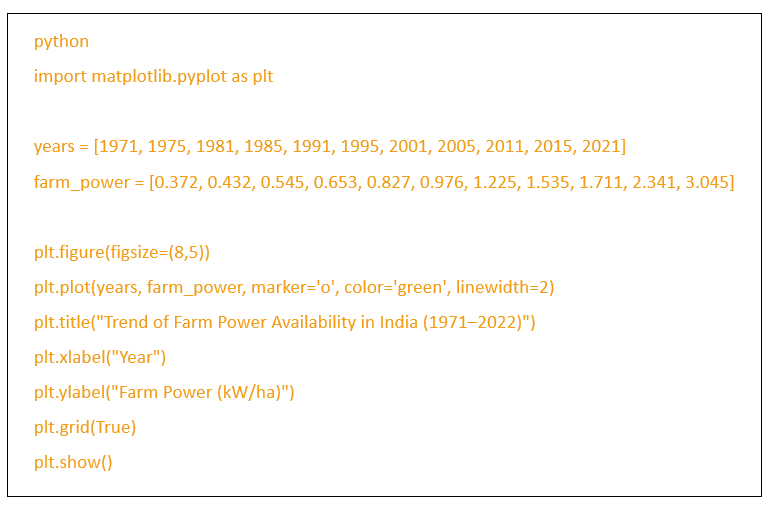 python
import matplotlib.pyplot as plt
years = [1971, 1975, 1981, 1985, 1991, 1995, 2001, 2005, 2011, 2015, 2021]
farm_power = [0.372, 0.432, 0.545, 0.653, 0.827, 0.976, 1.225, 1.535, 1.711, 2.341, 3.045]
plt.figure(figsize=(8,5))
plt.plot(years, farm_power, marker='o', color='green', linewidth=2)
plt.title("Trend of Farm Power Availability in India (1971–2022)")
plt.xlabel("Year")
plt.ylabel("Farm Power (kW/ha)")
plt.grid(True)
plt.show()